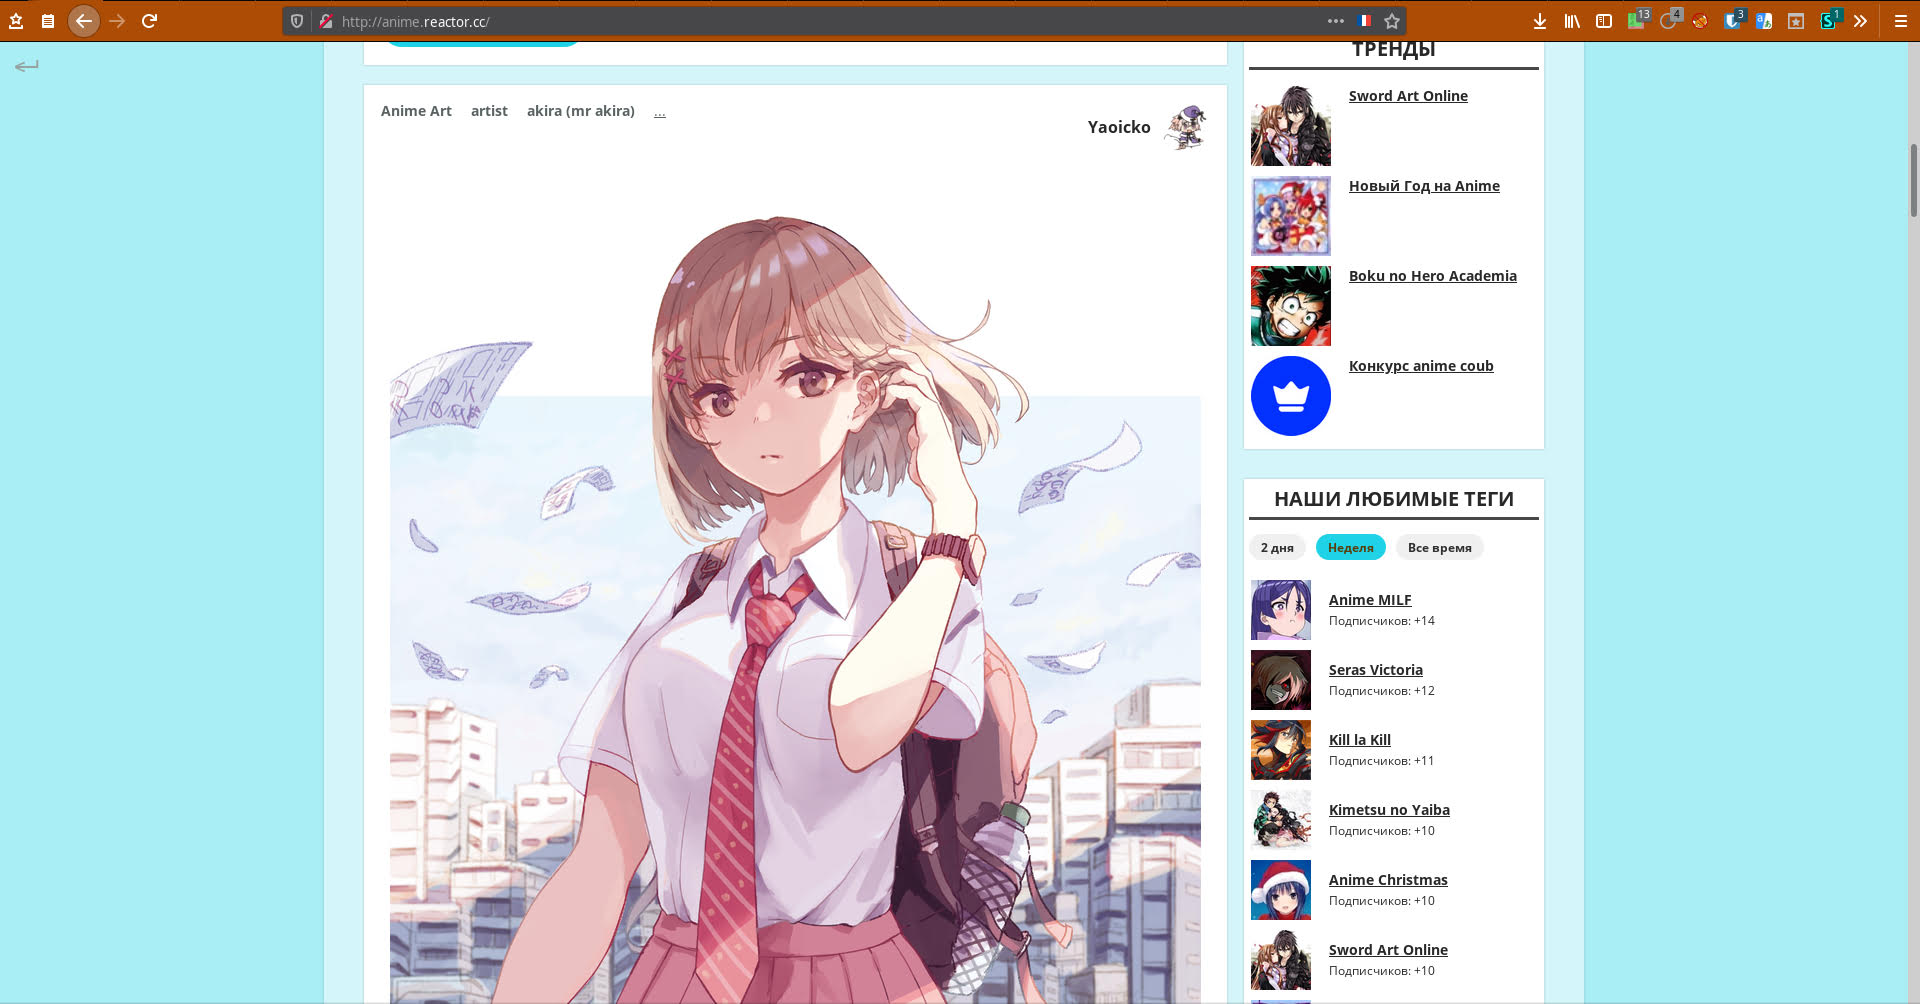 http://anime.reactor.cc/
13
4
3
1
Anime Art artist akira (mr akira) ...
Yaoicko
ТРЕНДЫ
Sword Art Online
Новый Год на Anime
Boku no Hero Academia
Конкурс anime coub
НАШИ ЛЮБИМЫЕ ТЕГИ
2 дня Неделя Все время
Anime MILF
Подписчиков: +14
Seras Victoria
Подписчиков: +12
Kill la Kill
Подписчиков: +11
Kimetsu no Yaiba
Подписчиков: +10
Anime Christmas
Подписчиков: +10
Sword Art Online
Подписчиков: +10